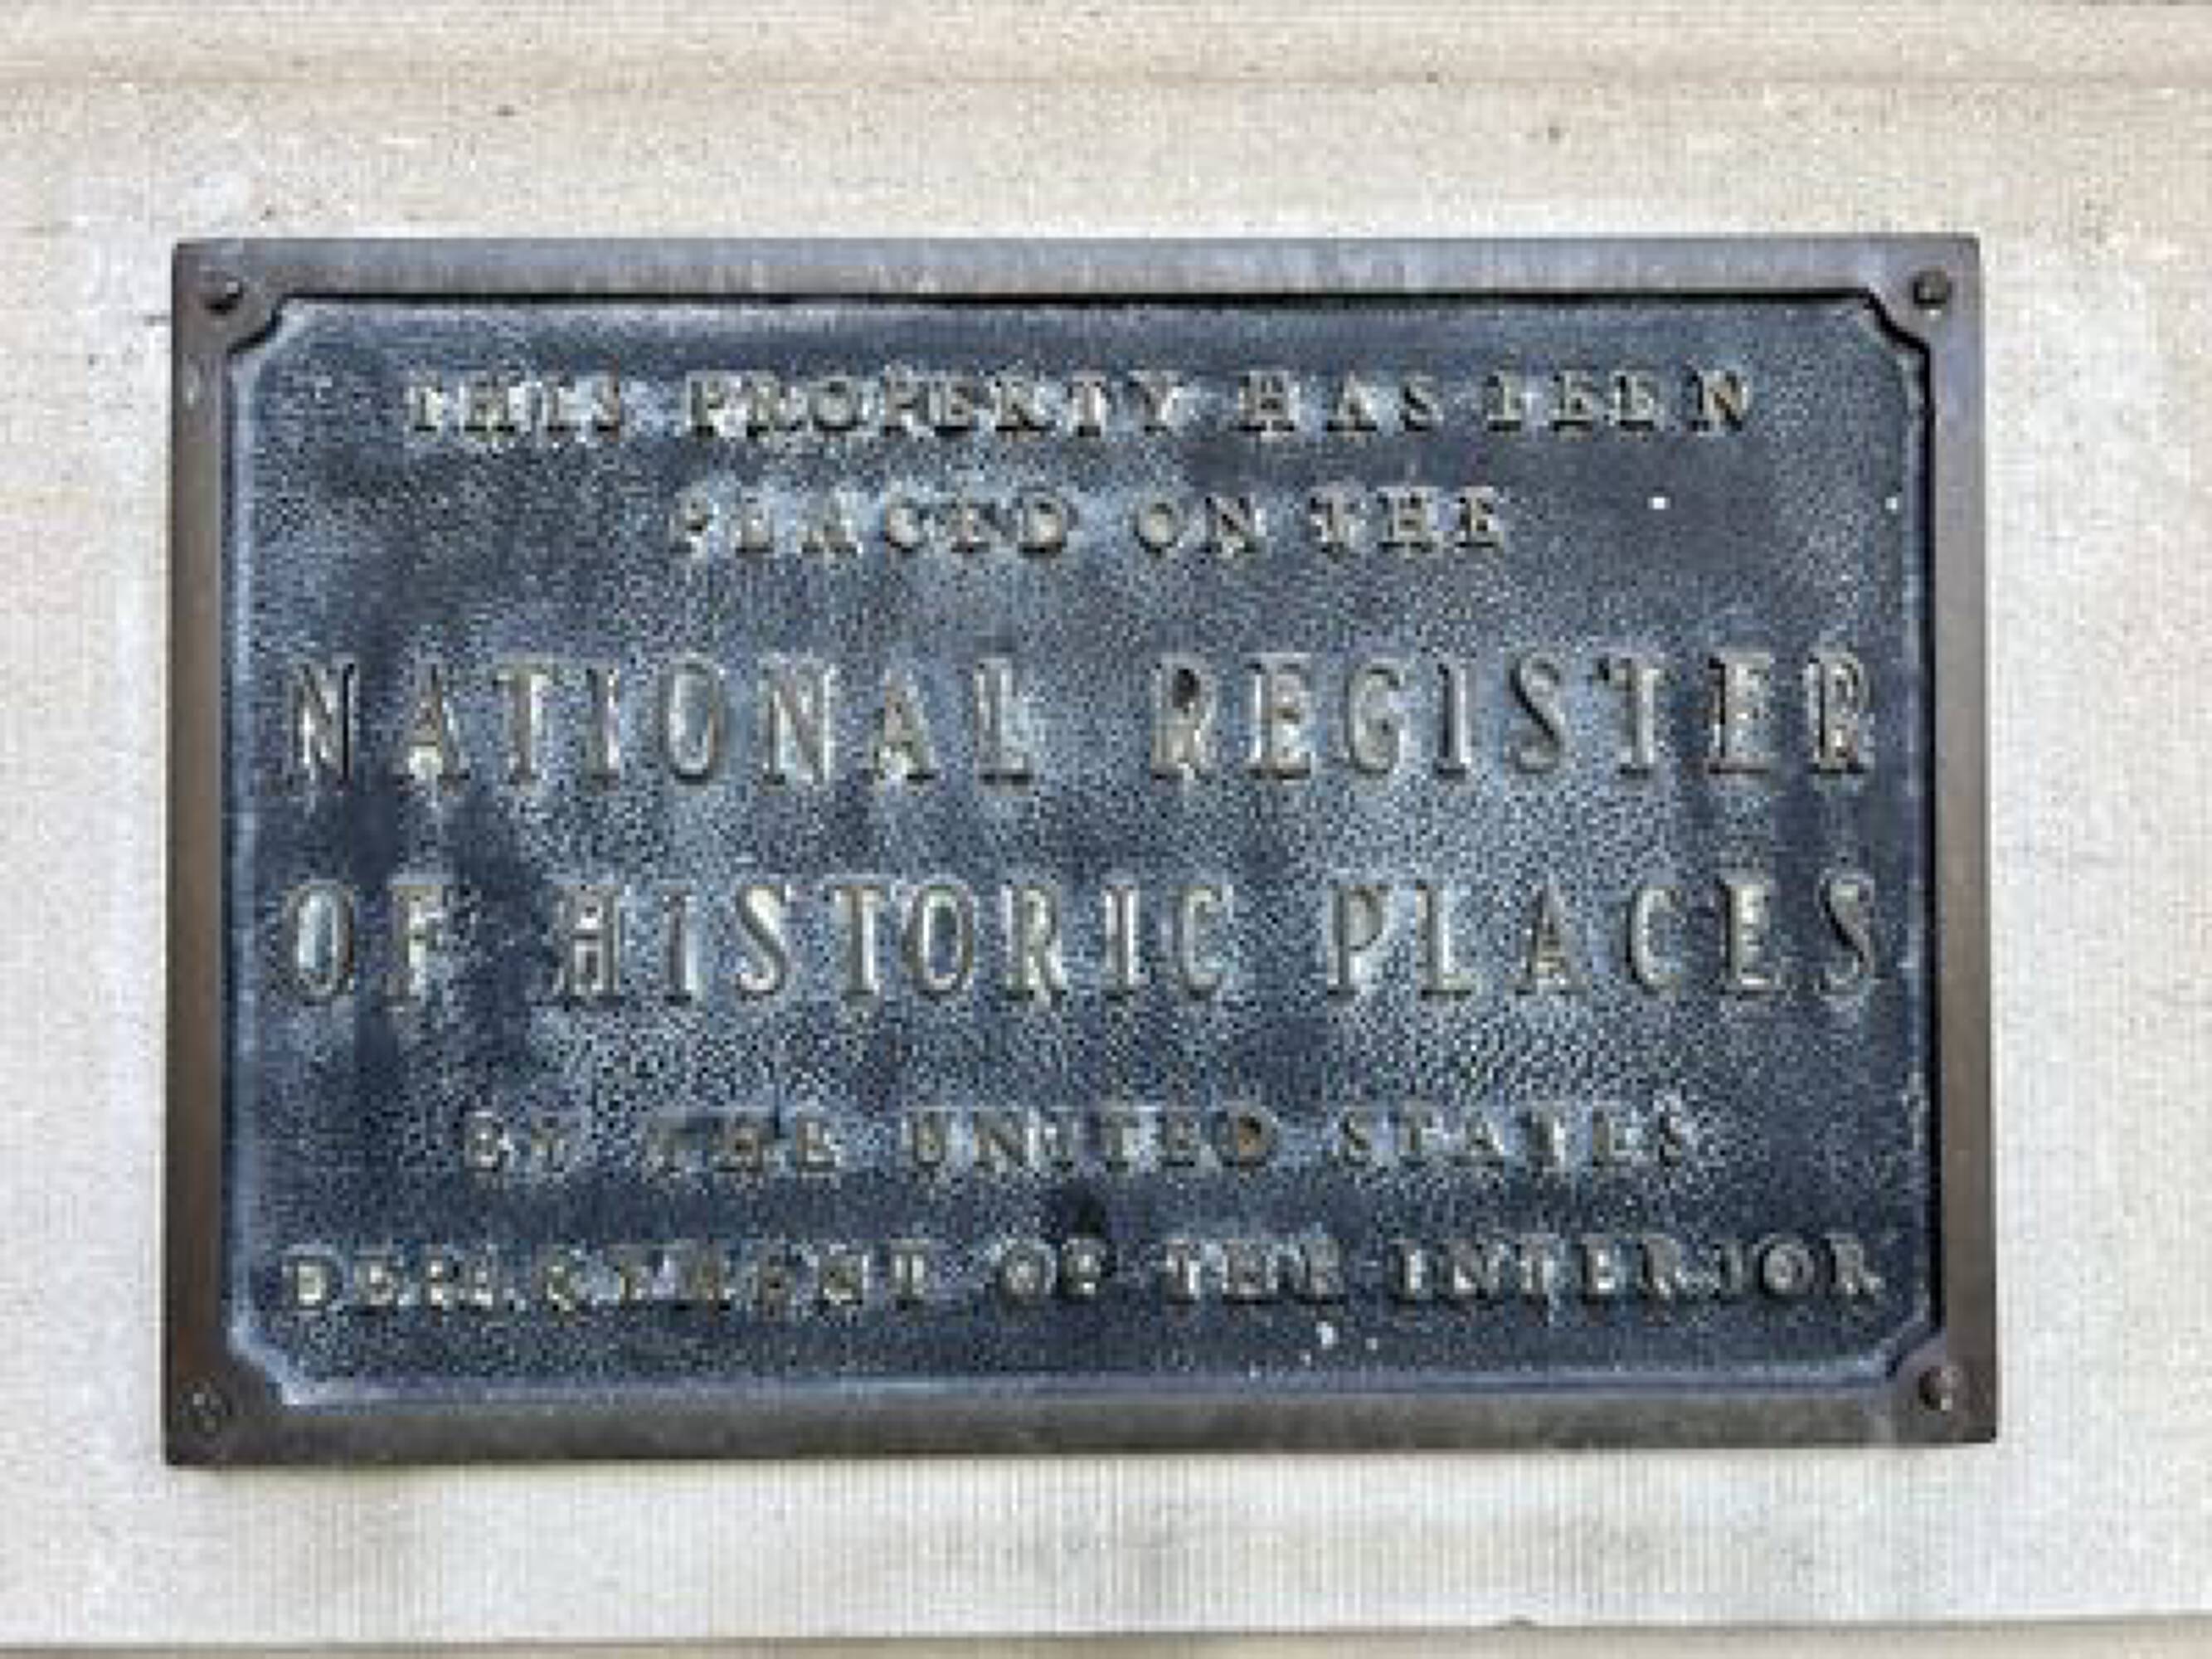 THIS PROPERTY HAS BEEN
PLACED ON THE
NATIONAL REGISTER
OF HISTORIC PLACES
BY THE UNITED STATES
DEPARTMENT OF THE INTERIOR